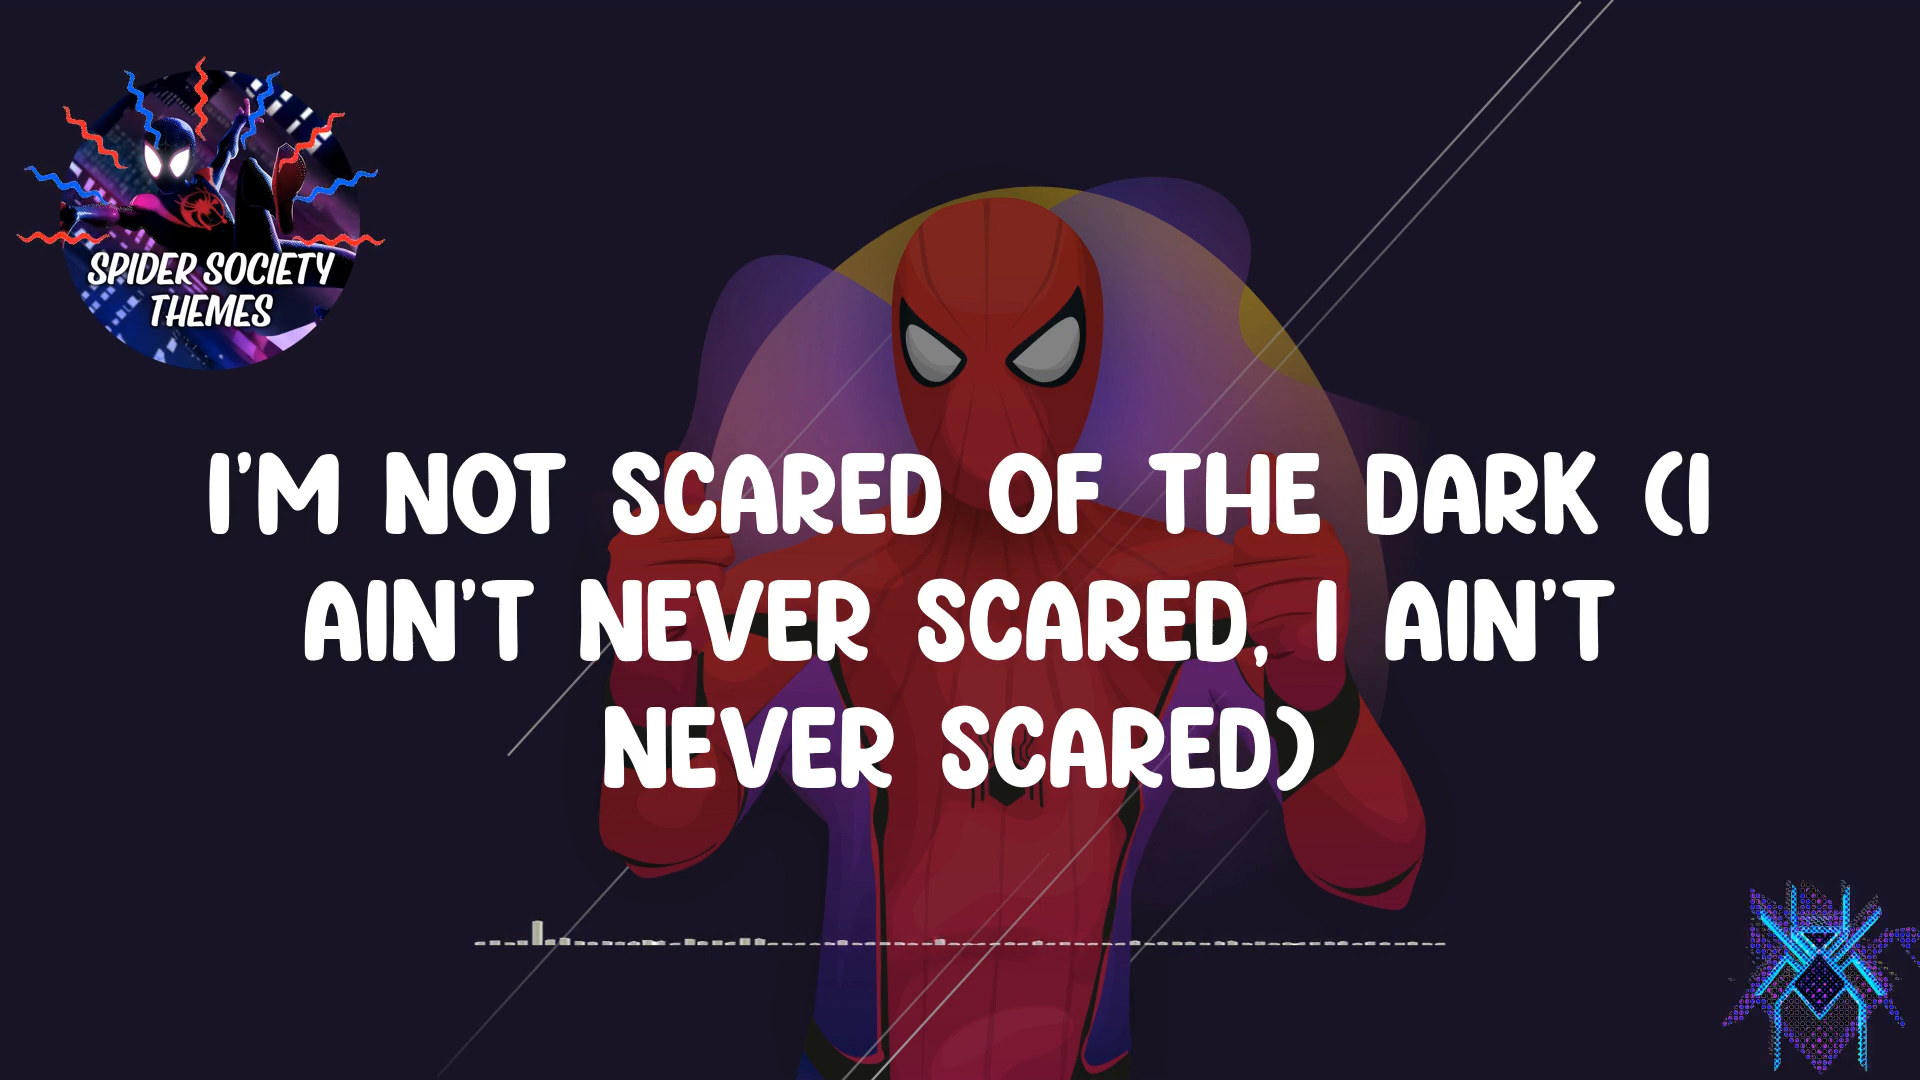 SPIDER SOCIETY
THEMES
I'M NOT SCARED OF THE DARK (I
AIN'T NEVER SCARED, I AIN'T
NEVER SCARED)